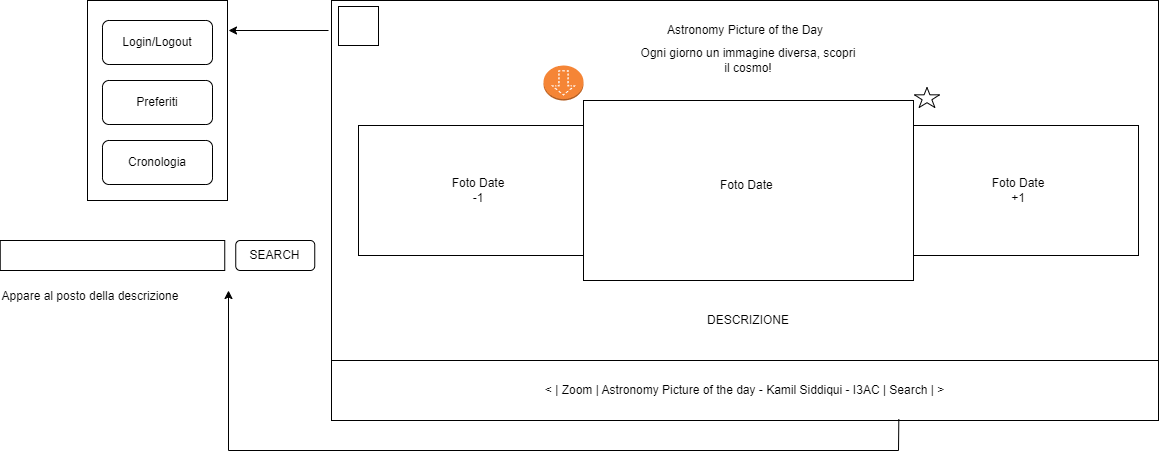 Login/Logout
Preferiti
Cronologia
SEARCH
Appare al posto della descrizione
Astronomy Picture of the Day
Ogni giorno un immagine diversa, scopri
il cosmo!
Foto Date
-1
Foto Date
Foto Date
+1
DESCRIZIONE
< | Zoom | Astronomy Picture of the day - Kamil Siddiqui - I3AC | Search | >